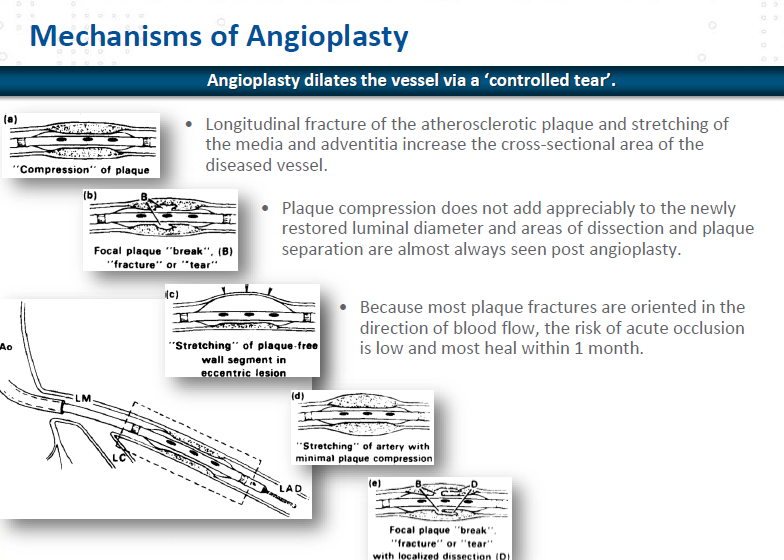 Mechanisms of Angioplasty
Angioplasty dilates the vessel via a ‘controlled tear’.
(a)
"Compression" of plaque
• Longitudinal fracture of the atherosclerotic plaque and stretching of
the media and adventitia increase the cross-sectional area of the
diseased vessel.
(b)
B
Focal plaque "break", (B)
"fracture" or "tear"
• Plaque compression does not add appreciably to the newly
restored luminal diameter and areas of dissection and plaque
separation are almost always seen post angioplasty.
(c)
"Stretching" of plaque-free
wall segment in
eccentric lesion
• Because most plaque fractures are oriented in the
direction of blood flow, the risk of acute occlusion
is low and most heal within 1 month.
Ao
LM
LC
LAD
(d)
"Stretching" of artery with
minimal plaque compression
(e)
B
D
Focal plaque "break",
"fracture" or "tear"
with localized dissection (D)